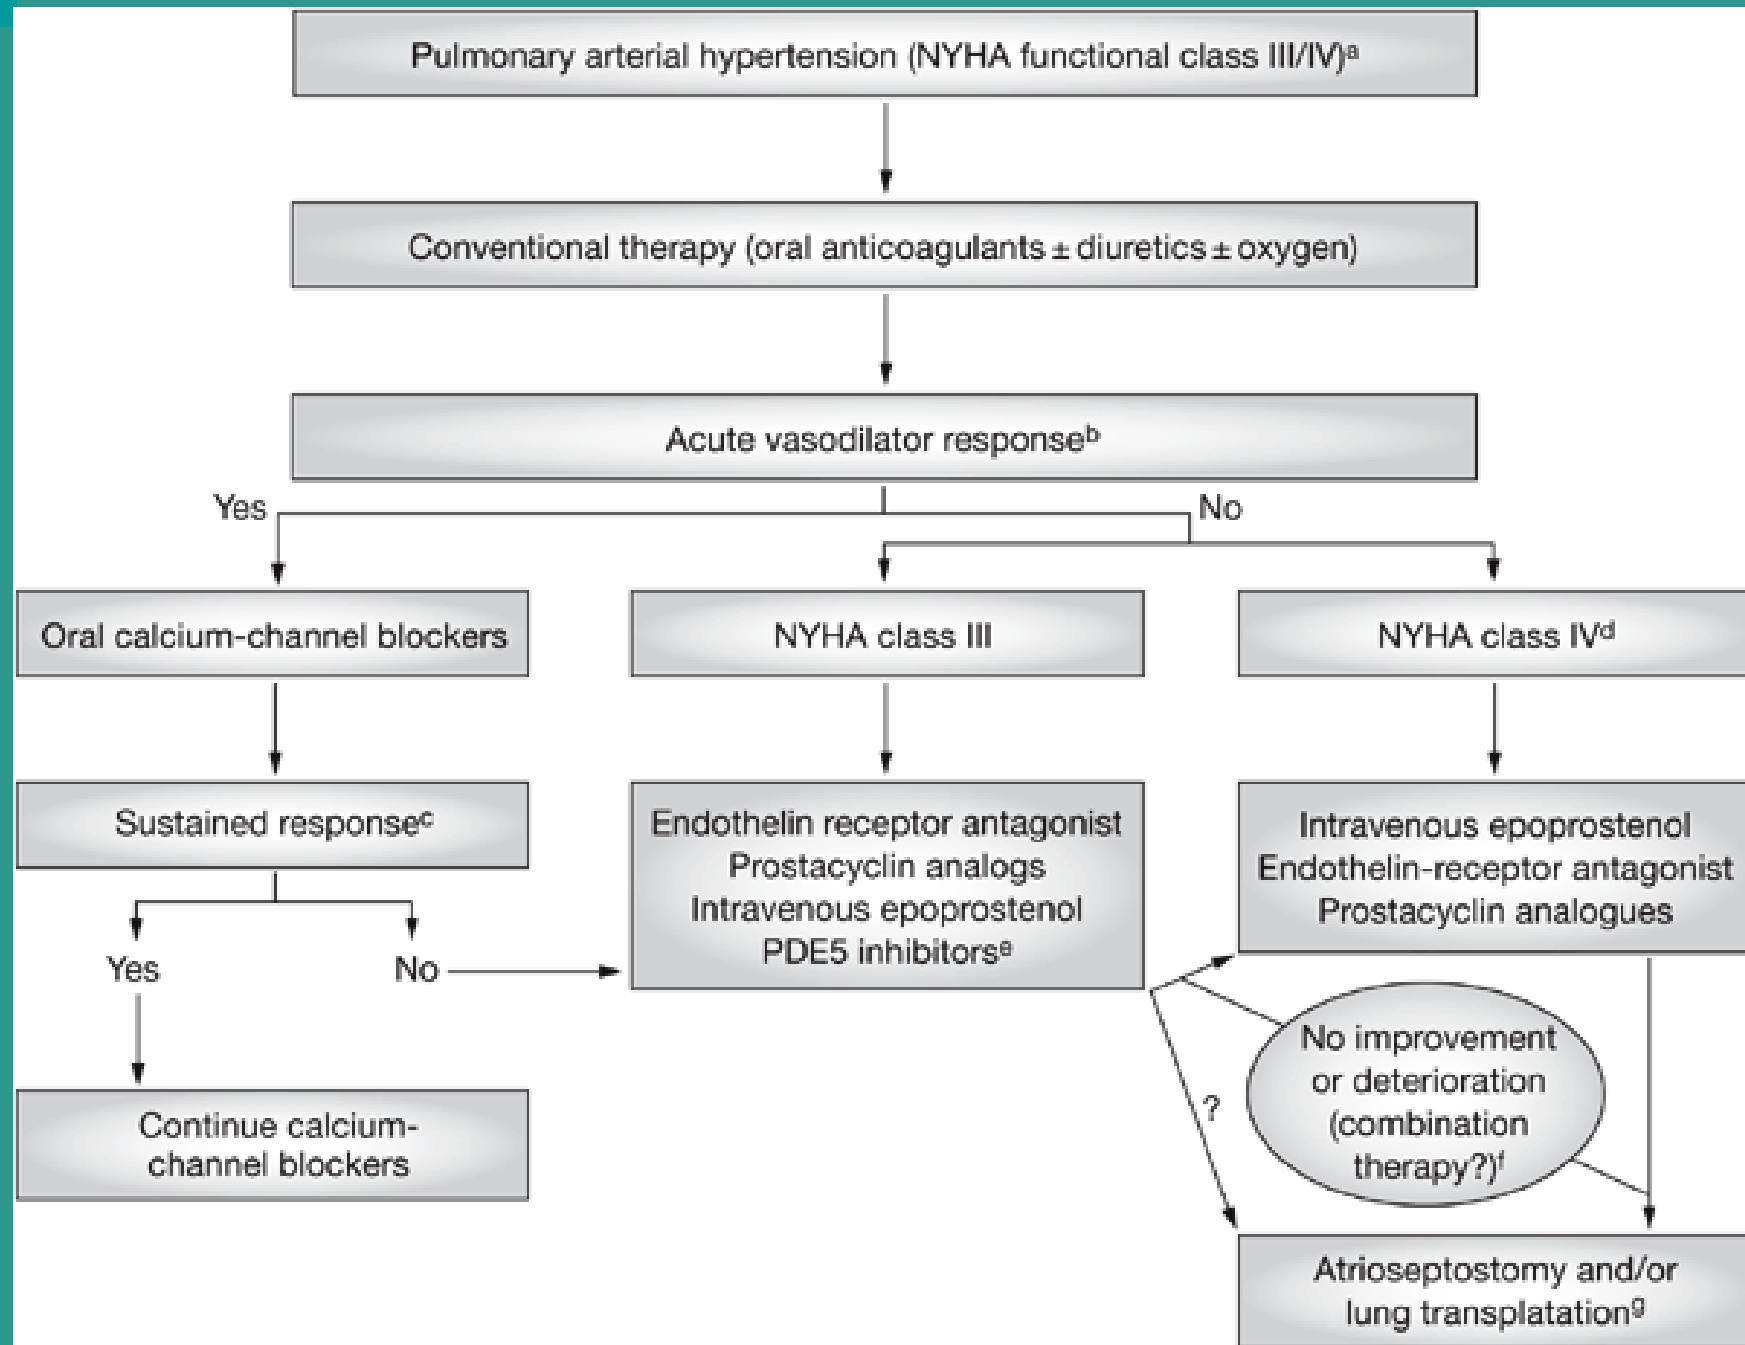 Pulmonary arterial hypertension (NYHA functional class III/IV)ᵃ
Conventional therapy (oral anticoagulants ± diuretics ± oxygen)
Acute vasodilator responseᵇ
Yes
No
Oral calcium-channel blockers
NYHA class III
NYHA class IVᵈ
Sustained responseᶜ
Endothelin receptor antagonist
Prostacyclin analogs
Intravenous epoprostenol
PDE5 inhibitorsᵉ
Intravenous epoprostenol
Endothelin-receptor antagonist
Prostacyclin analogues
Yes
No
No improvement
or deterioration
(combination
therapy?)ᶠ
?
Continue calcium-
channel blockers
Atrioseptostomy and/or
lung transplatationᵍ